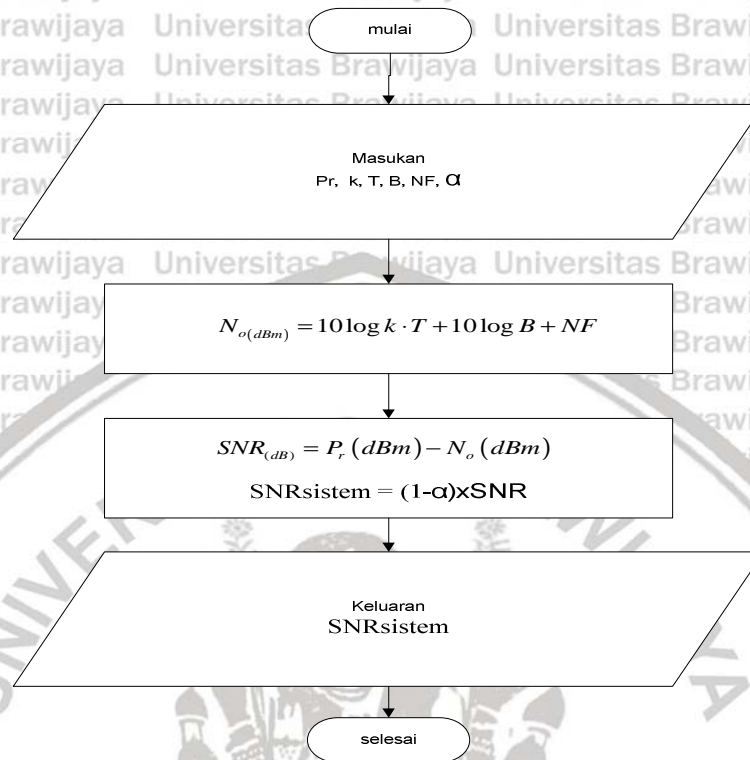 mulai
Masukan
Pr, k, T, B, NF, α
N_{o(dBm)} = 10 log k · T + 10 log B + NF
SNR_{(dB)} = P_r (dBm) − N_o (dBm)
SNRsistem = (1-α)xSNR
Keluaran
SNRsistem
selesai